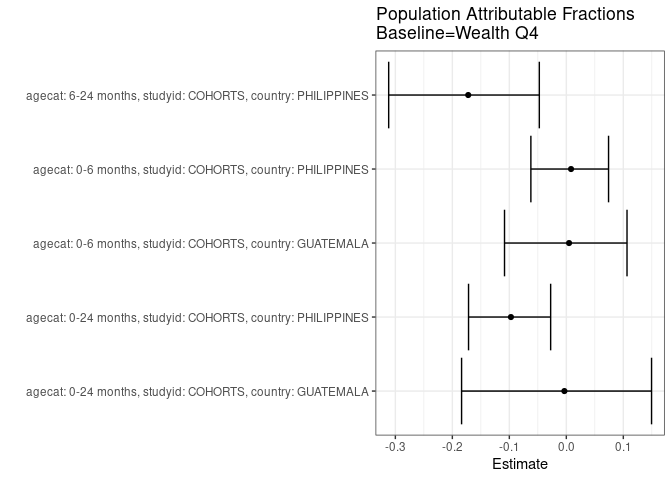 Population Attributable Fractions
Baseline=Wealth Q4
agecat: 6-24 months, studyid: COHORTS, country: PHILIPPINES
agecat: 0-6 months, studyid: COHORTS, country: PHILIPPINES
agecat: 0-6 months, studyid: COHORTS, country: GUATEMALA
agecat: 0-24 months, studyid: COHORTS, country: PHILIPPINES
agecat: 0-24 months, studyid: COHORTS, country: GUATEMALA
-0.3 -0.2 -0.1 0.0 0.1
Estimate